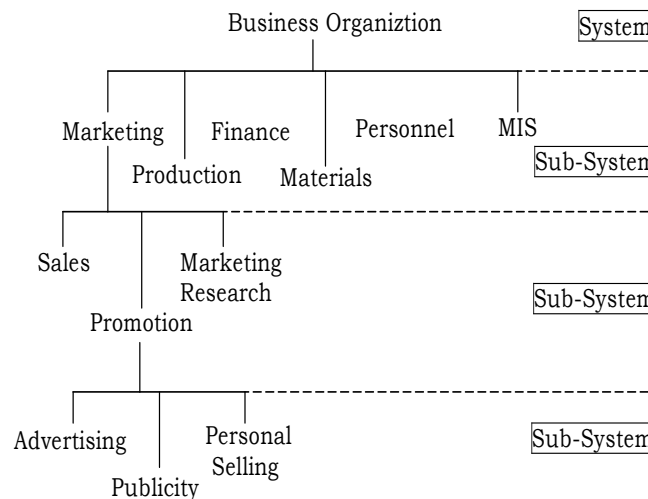 Business Organiztion
System
Marketing
Finance
Personnel
MIS
Production
Materials
Sub-System
Sales
Marketing
Research
Promotion
Sub-System
Advertising
Personal
Selling
Publicity
Sub-System